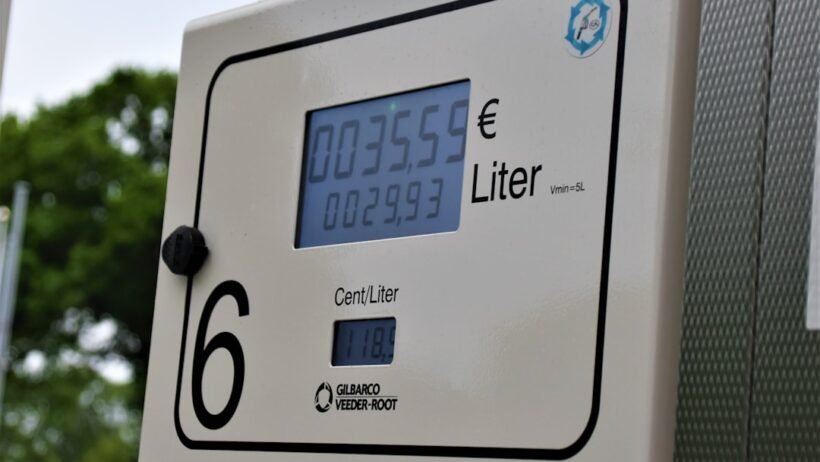 0035,59 €
0029,93 Liter Vmin=5L
Cent/Liter
118,9
6
GILBARCO
VEEDER-ROOT